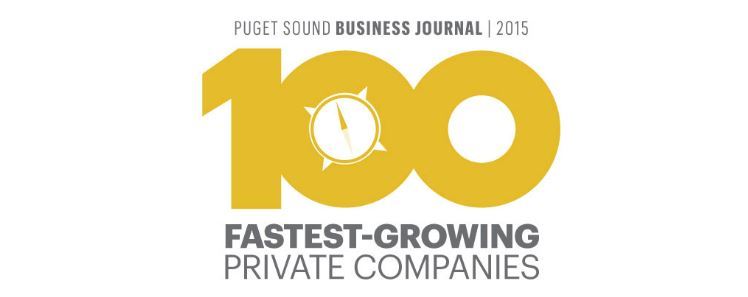 PUGET SOUND BUSINESS JOURNAL | 2015
100
FASTEST-GROWING
PRIVATE COMPANIES